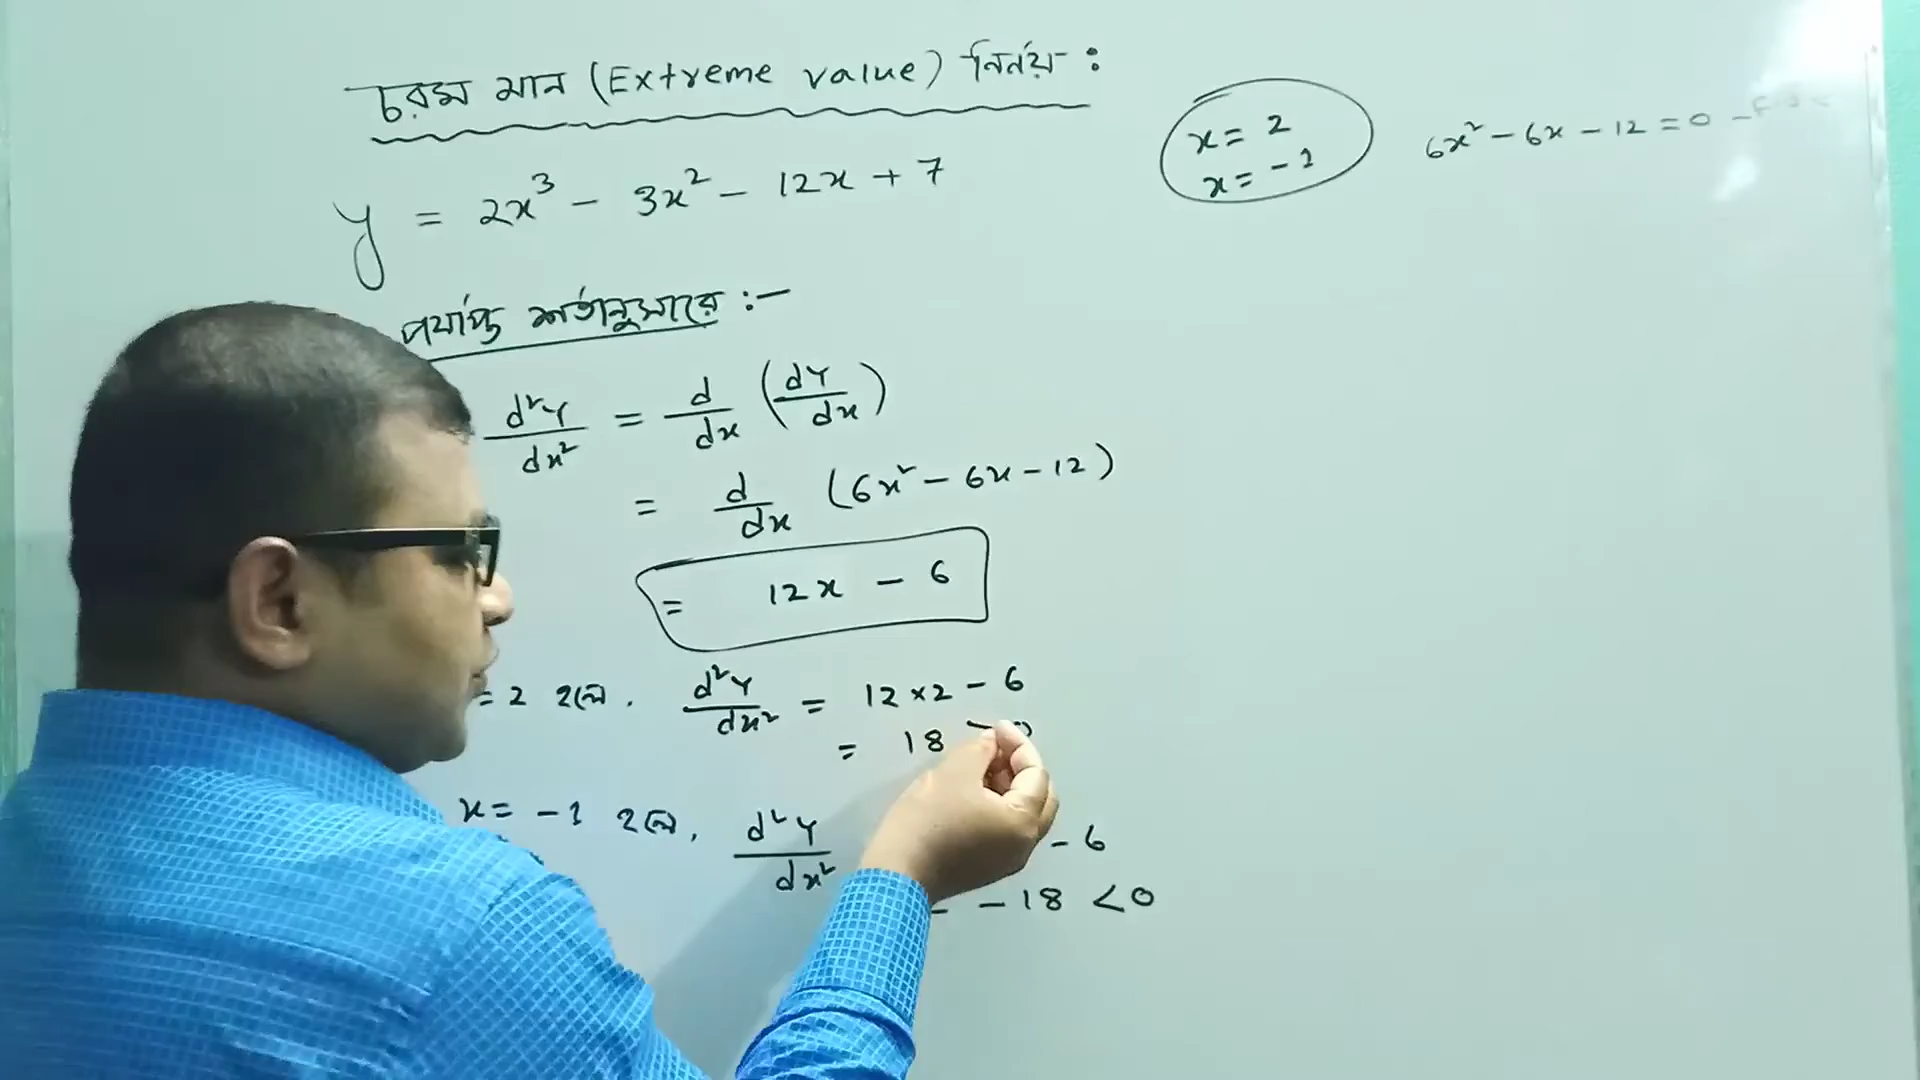 চরম মান (Extreme value) নির্ণয় :
x = 2
x = -1
6x² - 6x - 12 = 0
y = 2x³ - 3x² - 12x + 7
পর্যাপ্ত শর্তানুসারে :-
d²y/dx² = d/dx (dy/dx)
= d/dx (6x² - 6x - 12)
= 12x - 6
= 2 হলে, d²y/dx² = 12 × 2 - 6
= 18
x = -1 হলে, d²y/dx² - 6
- 18 < 0